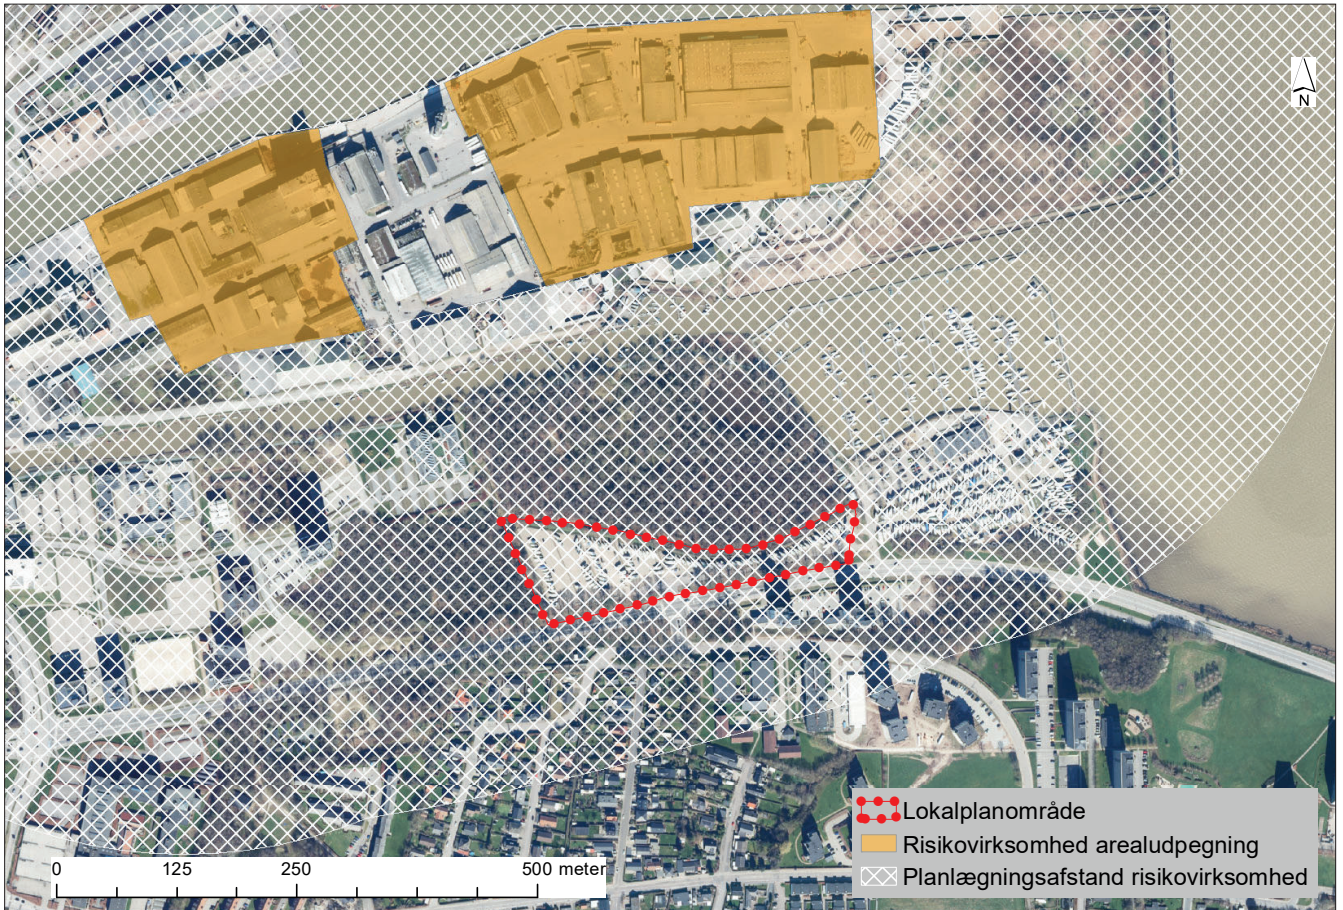 N
Lokalplanområde
Risikovirksomhed arealudpegning
Planlægningsafstand risikovirksomhed
0 125 250 500 meter